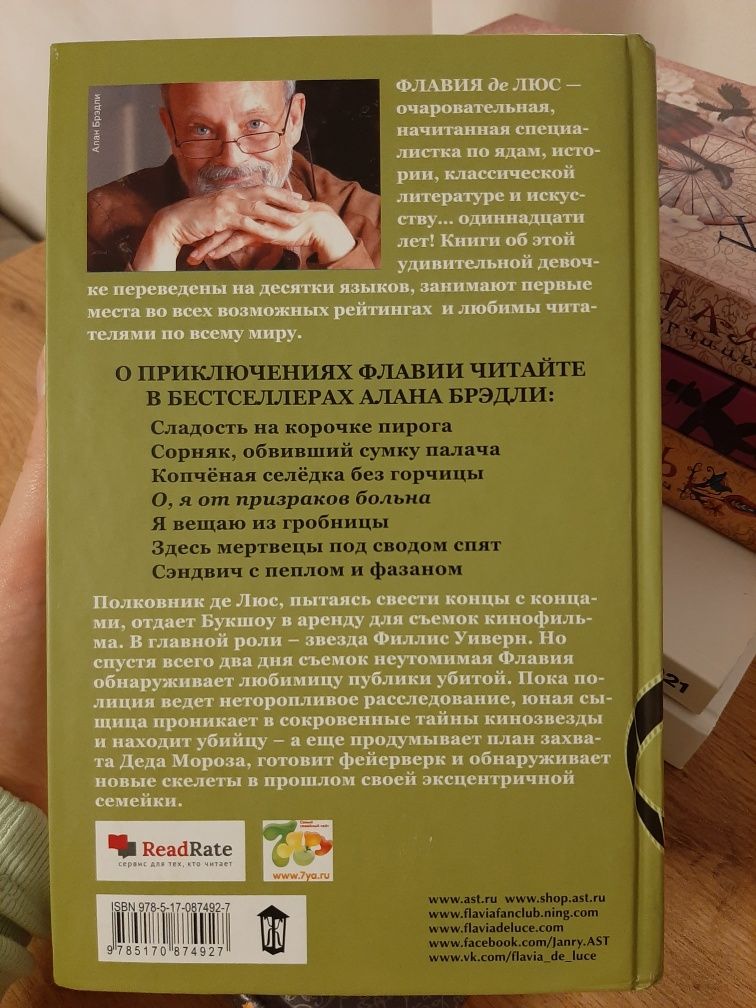 Алан Брэдли
ФЛАВИЯ де ЛЮС —
очаровательная,
начитанная специа-
листка по ядам, исто-
рии, классической
литературе и искус-
ству... одиннадцати
лет! Книги об этой
удивительной девоч-
ке переведены на десятки языков, занимают первые
места во всех возможных рейтингах и любимы чита-
телями по всему миру.
О ПРИКЛЮЧЕНИЯХ ФЛАВИИ ЧИТАЙТЕ
В БЕСТСЕЛЛЕРАХ АЛАНА БРЭДЛИ:
Сладость на корочке пирога
Сорняк, обвивший сумку палача
Копчёная селёдка без горчицы
О, я от призраков больна
Я вещаю из гробницы
Здесь мертвецы под сводом спят
Сэндвич с пеплом и фазаном
Полковник де Люс, пытаясь свести концы с конца-
ми, отдает Букшоу в аренду для съемок кинофиль-
ма. В главной роли – звезда Филлис Уиверн. Но
спустя всего два дня съемок неутомимая Флавия
обнаруживает любимицу публики убитой. Пока по-
лиция ведет неторопливое расследование, юная сы-
щица проникает в сокровенные тайны кинозвезды
и находит убийцу – а еще продумывает план захва-
та Деда Мороза, готовит фейерверк и обнаруживает
новые скелеты в прошлом своей эксцентричной
семейки.
ReadRate
сервис для тех, кто читает
Самый
семейный сайт
www.7ya.ru
ISBN 978-5-17-087492-7
9 785170 874927
www.ast.ru www.shop.ast.ru
www.flaviafanclub.ning.com
www.flaviadeluce.com
www.facebook.com/Janry.AST
www.vk.com/flavia_de_luce
21